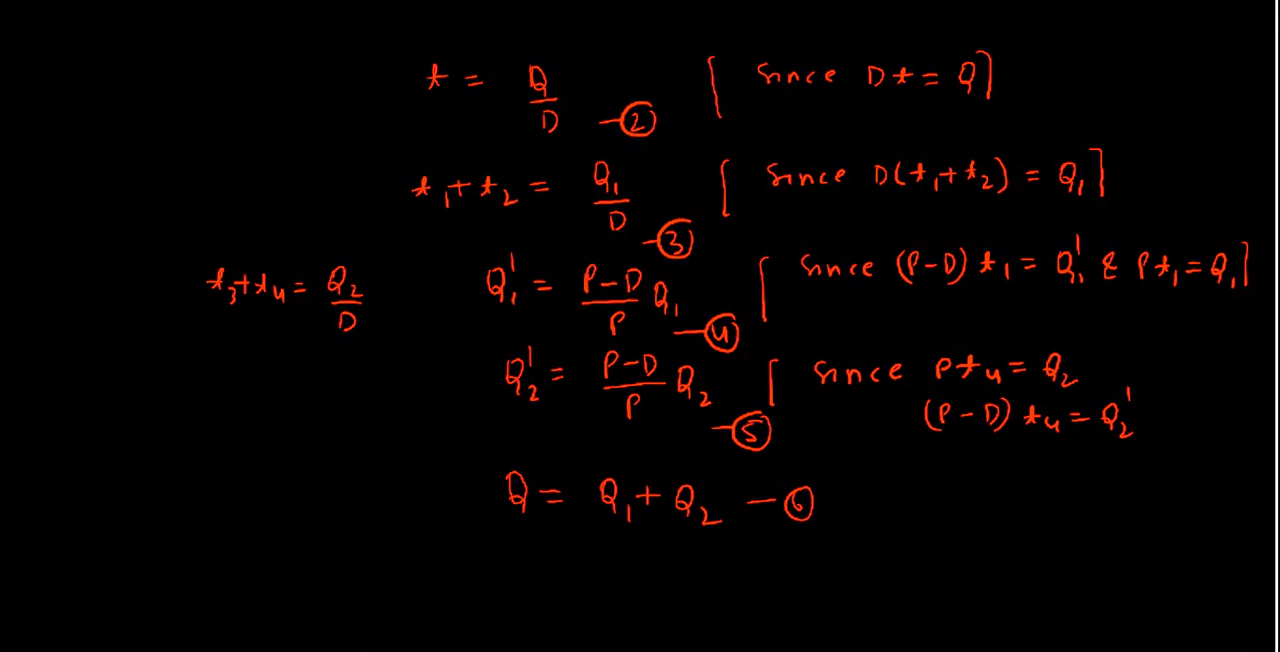 t = Q/D —② [Since Dt = Q]
t₁+t₂ = Q₁/D —③ [Since D(t₁+t₂) = Q₁]
t₃+t₄ = Q₂/D Q₁' = P-D/P Q₁ —④ [Since (P-D) t₁ = Q₁' & Pt₁ = Q₁]
Q₂' = P-D/P Q₂ —⑤ [Since Pt₄ = Q₂
(P-D) t₄ = Q₂'
Q = Q₁+Q₂ —⑥